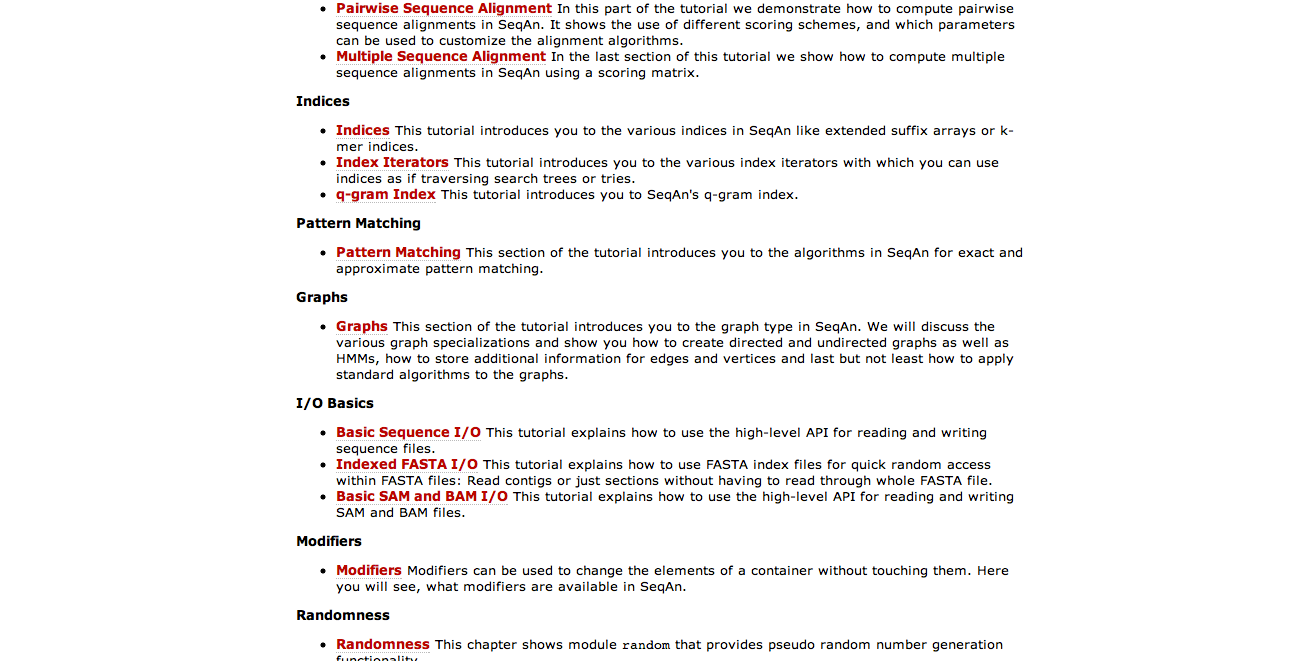 Pairwise Sequence Alignment In this part of the tutorial we demonstrate how to compute pairwise
sequence alignments in SeqAn. It shows the use of different scoring schemes, and which parameters
can be used to customize the alignment algorithms.
Multiple Sequence Alignment In the last section of this tutorial we show how to compute multiple
sequence alignments in SeqAn using a scoring matrix.
Indices
Indices This tutorial introduces you to the various indices in SeqAn like extended suffix arrays or k-
mer indices.
Index Iterators This tutorial introduces you to the various index iterators with which you can use
indices as if traversing search trees or tries.
q-gram Index This tutorial introduces you to SeqAn's q-gram index.
Pattern Matching
Pattern Matching This section of the tutorial introduces you to the algorithms in SeqAn for exact and
approximate pattern matching.
Graphs
Graphs This section of the tutorial introduces you to the graph type in SeqAn. We will discuss the
various graph specializations and show you how to create directed and undirected graphs as well as
HMMs, how to store additional information for edges and vertices and last but not least how to apply
standard algorithms to the graphs.
I/O Basics
Basic Sequence I/O This tutorial explains how to use the high-level API for reading and writing
sequence files.
Indexed FASTA I/O This tutorial explains how to use FASTA index files for quick random access
within FASTA files: Read contigs or just sections without having to read through whole FASTA file.
Basic SAM and BAM I/O This tutorial explains how to use the high-level API for reading and writing
SAM and BAM files.
Modifiers
Modifiers Modifiers can be used to change the elements of a container without touching them. Here
you will see, what modifiers are available in SeqAn.
Randomness
Randomness This chapter shows module random that provides pseudo random number generation
functionality.